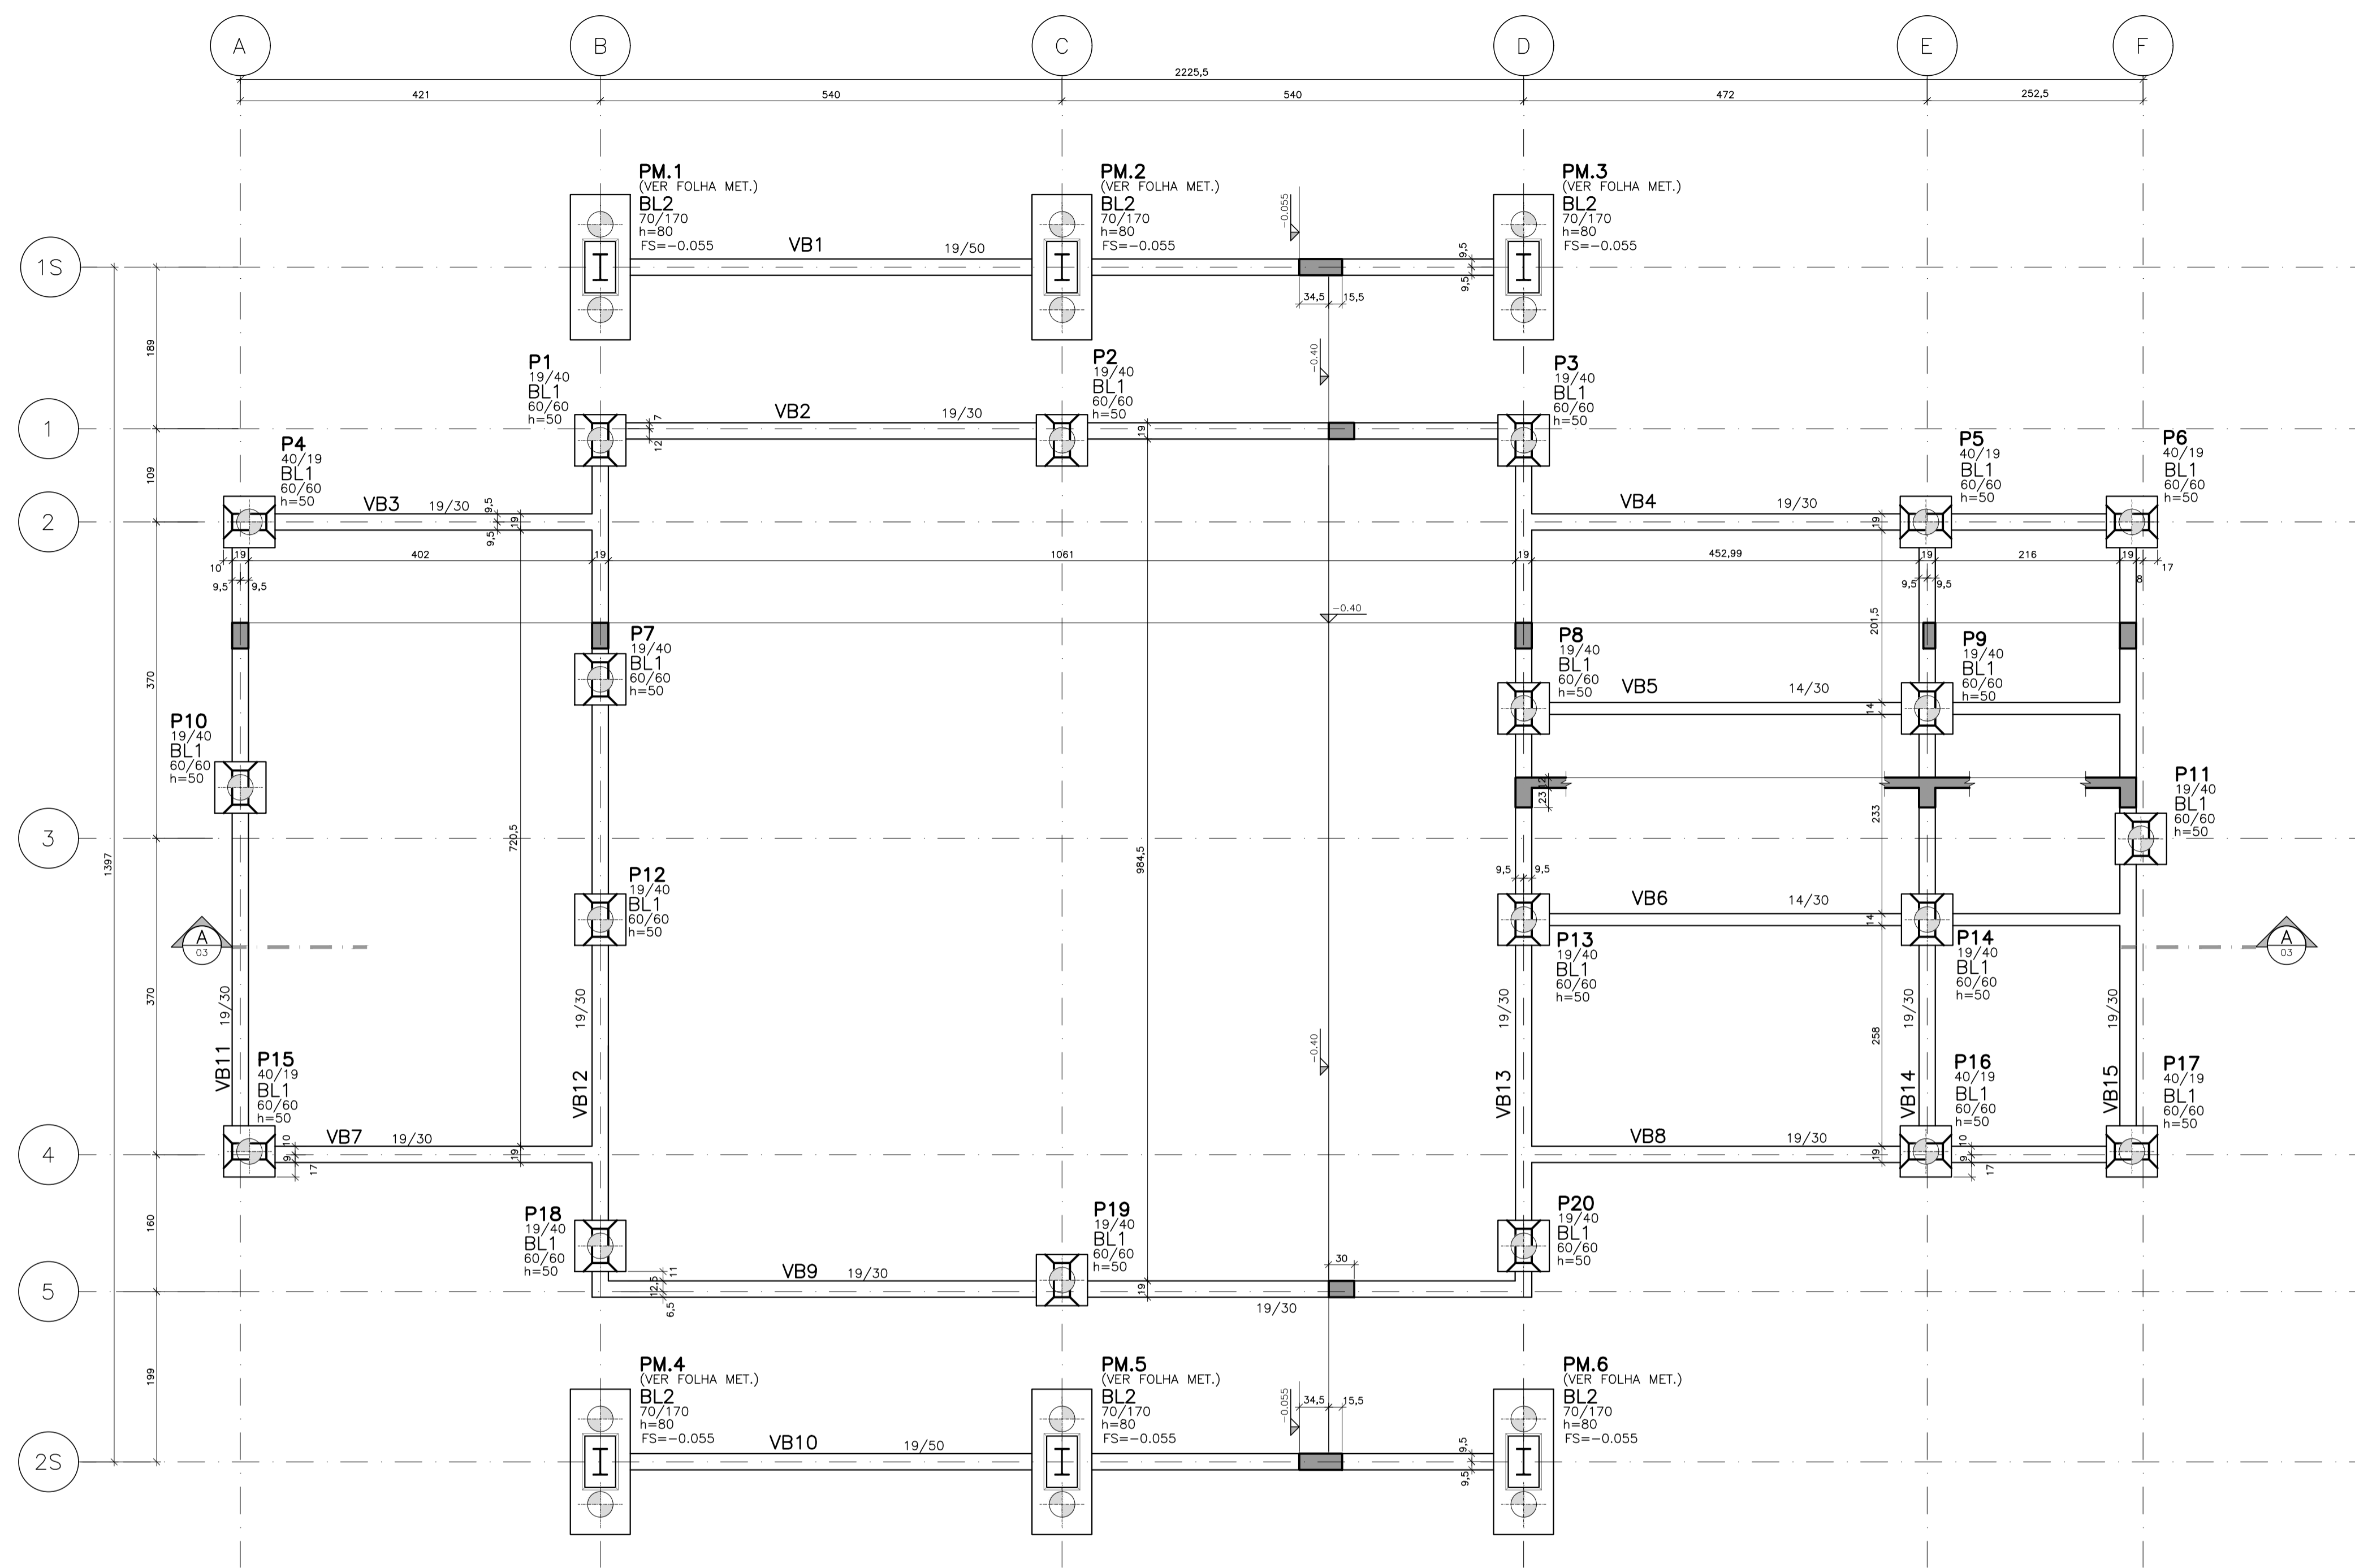 A
B
C
D
E
F
2225,5
421
540
540
472
252,5
PM.1
(VER FOLHA MET.)
BL2
70/170
h=80
FS=−0.055
PM.2
(VER FOLHA MET.)
BL2
70/170
h=80
FS=−0.055
PM.3
(VER FOLHA MET.)
BL2
70/170
h=80
FS=−0.055
1S
VB1
19/50
−0.055
9,5
9,5
34,5
15,5
189
−0.40
P1
19/40
BL1
60/60
h=50
P2
19/40
BL1
60/60
h=50
P3
19/40
BL1
60/60
h=50
1
VB2
19/30
7
12
19
109
P4
40/19
BL1
60/60
h=50
P5
40/19
BL1
60/60
h=50
P6
40/19
BL1
60/60
h=50
2
VB3
19/30
9,5
9,5
19
VB4
19/30
19
10
19
402
19
1061
19
452,99
19
216
19
17
8
9,5
9,5
9,5
9,5
−0.40
201,5
P7
19/40
BL1
60/60
h=50
P8
19/40
BL1
60/60
h=50
P9
19/40
BL1
60/60
h=50
VB5
14/30
14
370
P10
19/40
BL1
60/60
h=50
P11
19/40
BL1
60/60
h=50
12
23
233
3
1397
720,5
984,5
9,5
9,5
P12
19/40
BL1
60/60
h=50
VB6
14/30
14
P13
19/40
BL1
60/60
h=50
P14
19/40
BL1
60/60
h=50
A
03
A
03
370
19/30
VB11
19/30
VB12
−0.40
19/30
VB13
258
19/30
VB14
19/30
VB15
P15
40/19
BL1
60/60
h=50
P16
40/19
BL1
60/60
h=50
P17
40/19
BL1
60/60
h=50
4
VB7
19/30
10
9
17
19
VB8
19/30
19
10
9
17
160
P18
19/40
BL1
60/60
h=50
P19
19/40
BL1
60/60
h=50
P20
19/40
BL1
60/60
h=50
5
VB9
19/30
11
12,5
6,5
19
30
19/30
199
PM.4
(VER FOLHA MET.)
BL2
70/170
h=80
FS=−0.055
PM.5
(VER FOLHA MET.)
BL2
70/170
h=80
FS=−0.055
PM.6
(VER FOLHA MET.)
BL2
70/170
h=80
FS=−0.055
−0.055
34,5
15,5
2S
VB10
19/50
9,5
9,5